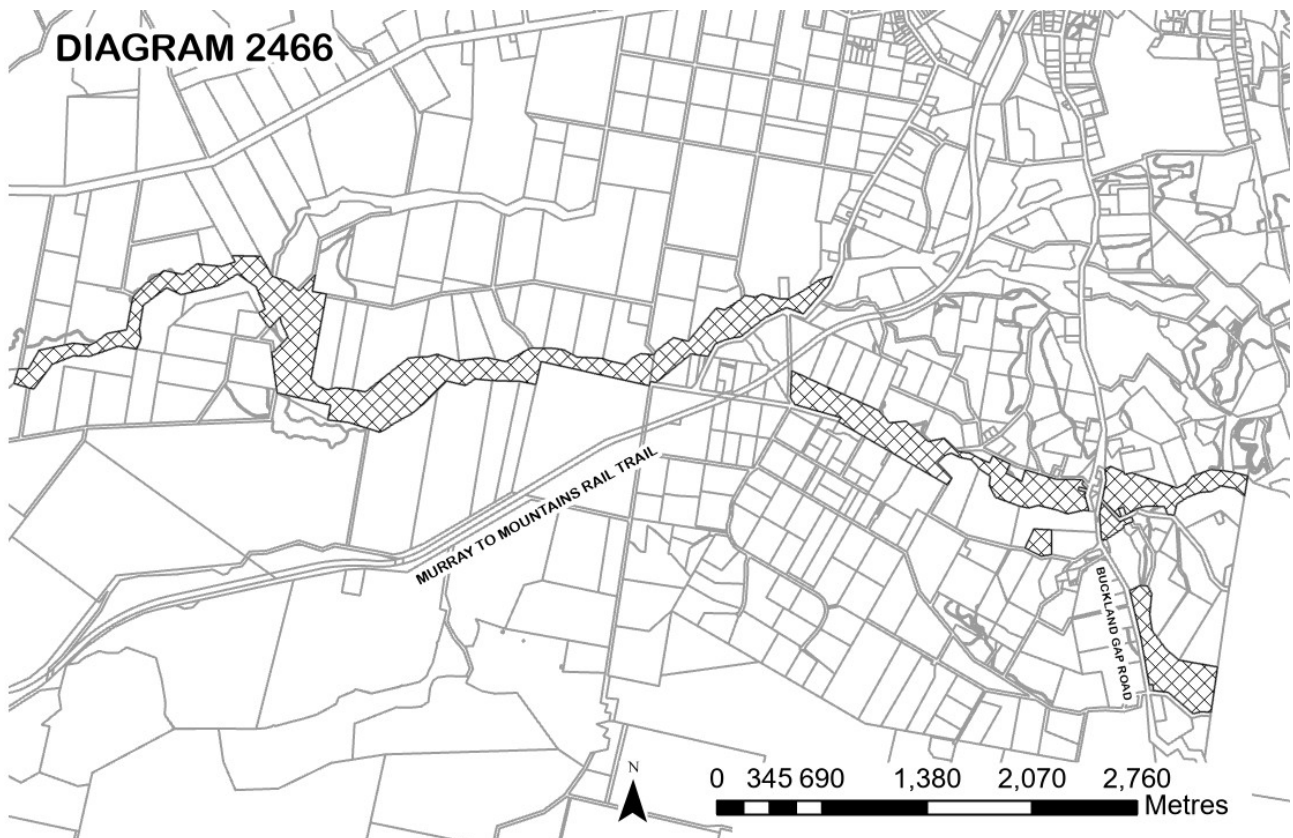 DIAGRAM 2466
MURRAY TO MOUNTAINS RAIL TRAIL
BUCKLAND GAP ROAD
N
0 345 690 1,380 2,070 2,760
Metres